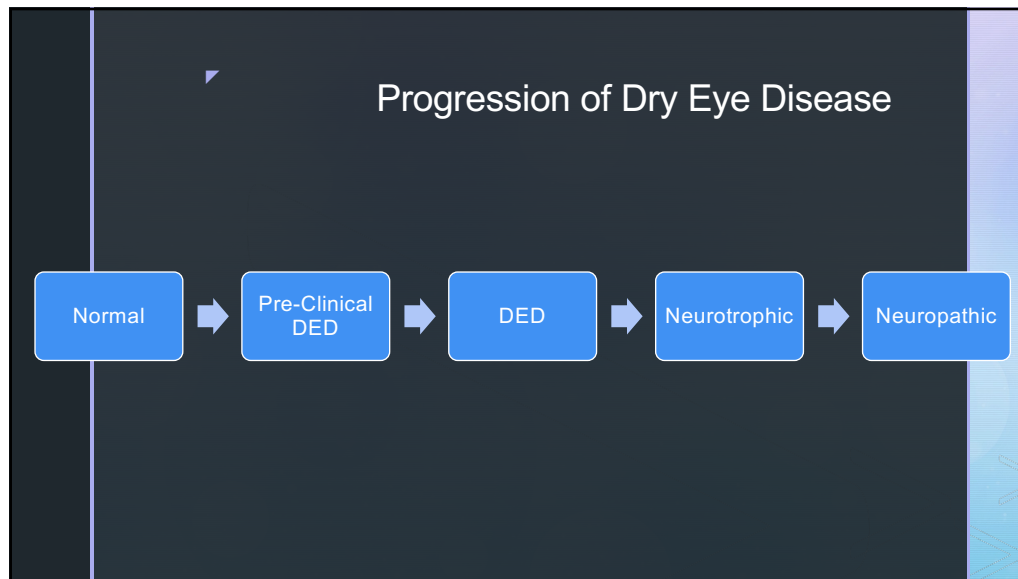 Progression of Dry Eye Disease
Normal
Pre-Clinical
DED
DED
Neurotrophic
Neuropathic